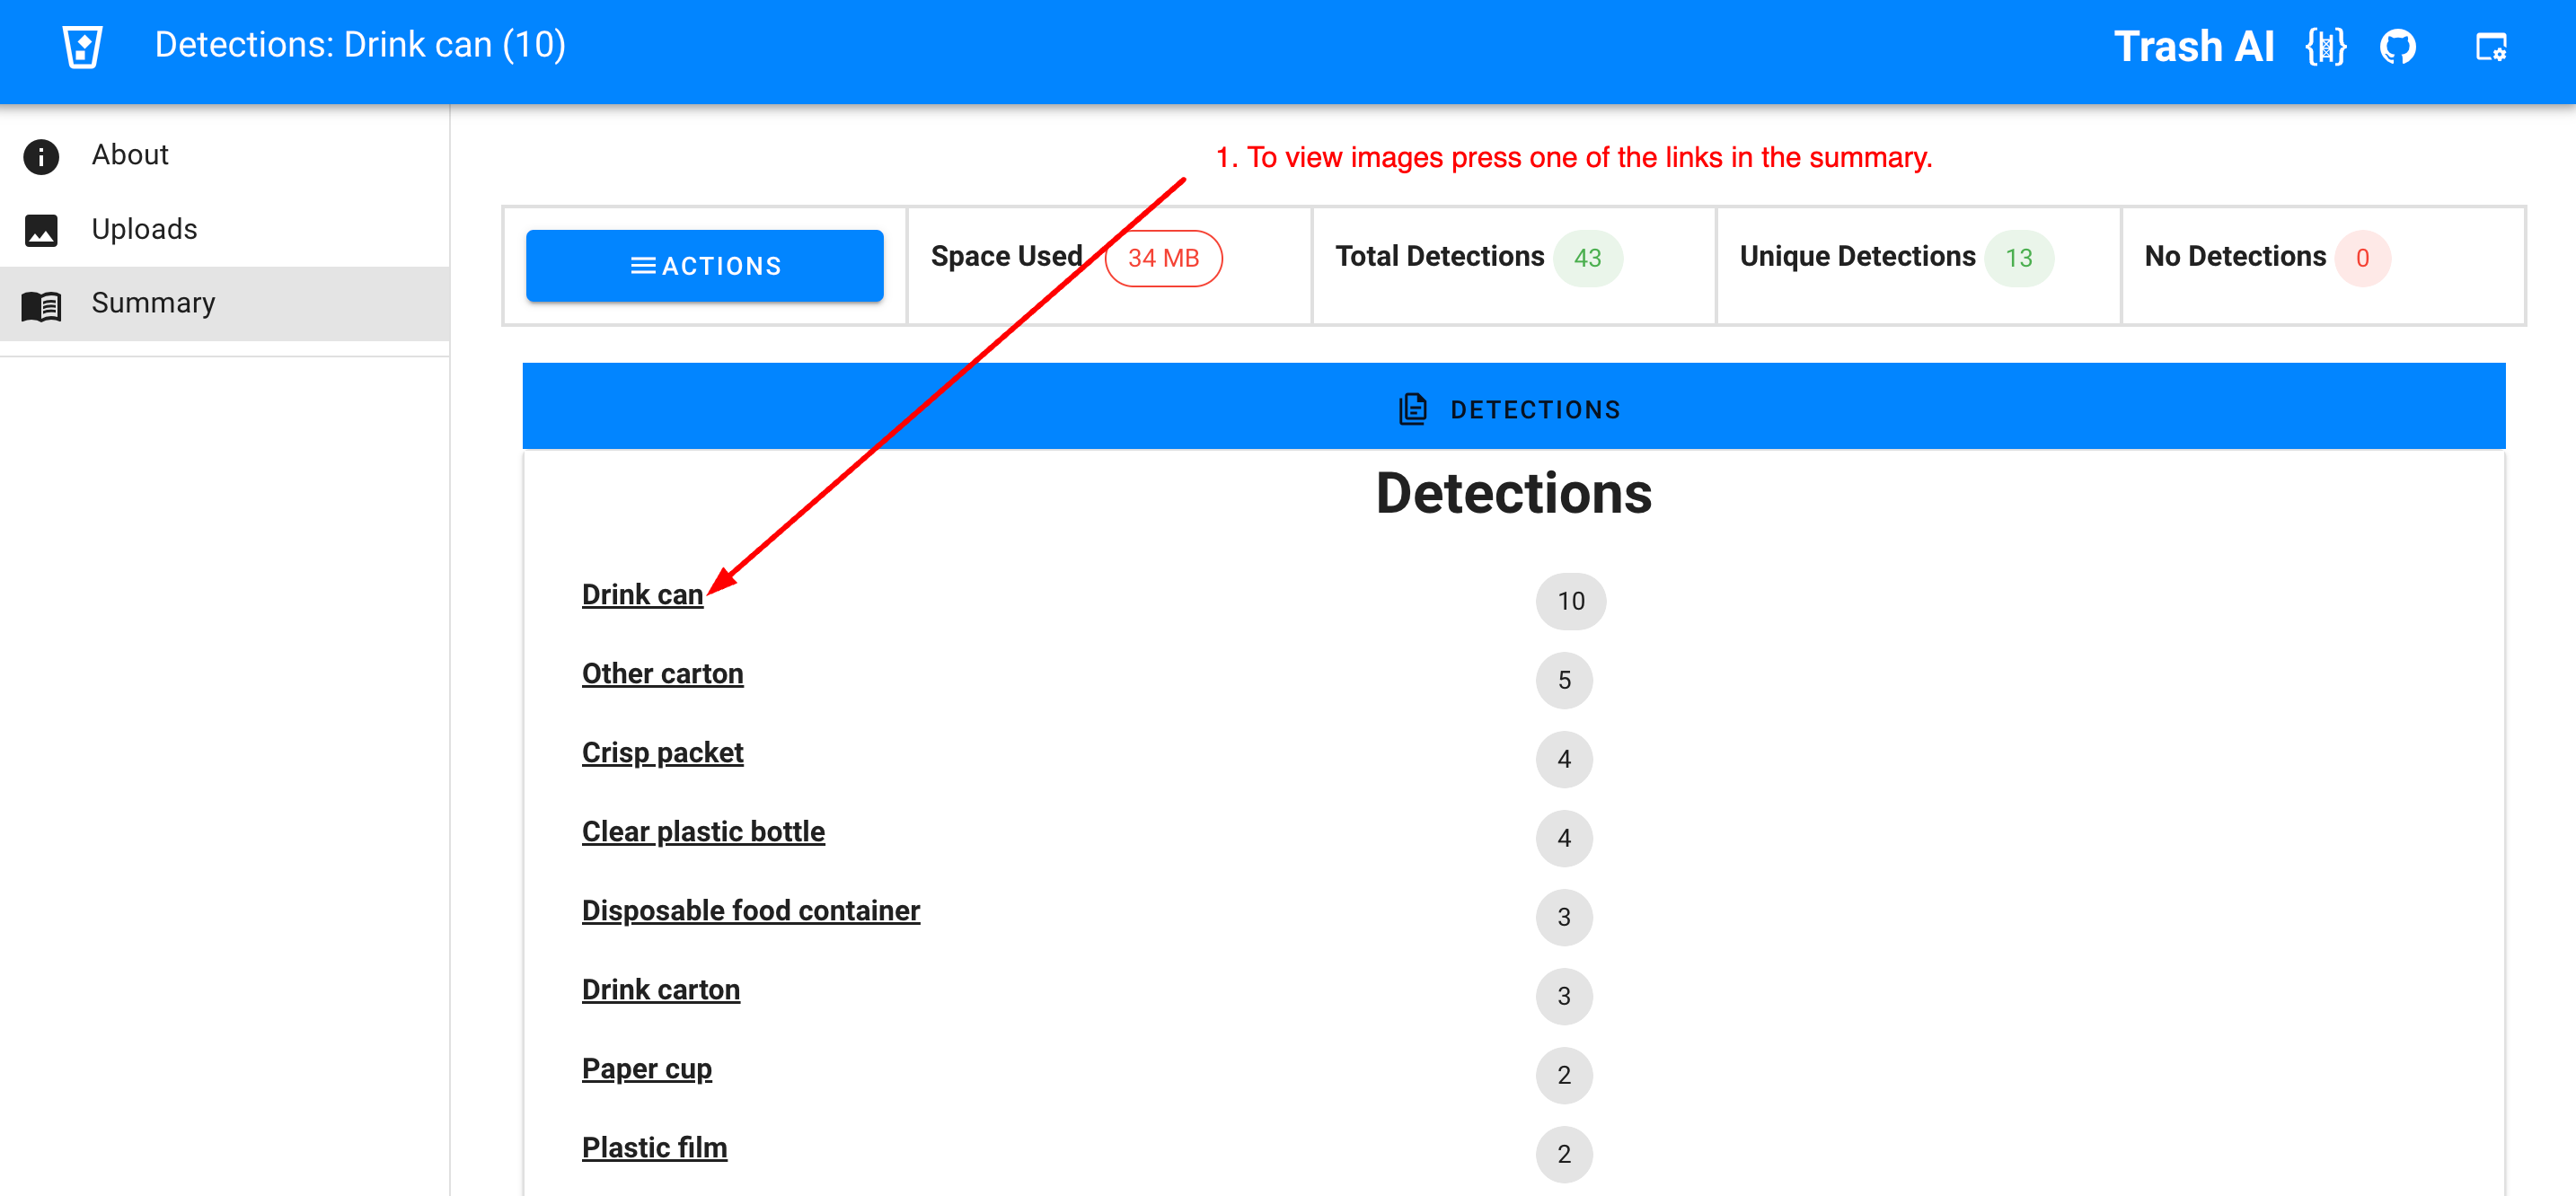 Detections: Drink can (10)
Trash AI
About
Uploads
Summary
1. To view images press one of the links in the summary.
ACTIONS
Space Used 34 MB
Total Detections 43
Unique Detections 13
No Detections 0
DETECTIONS
Detections
Drink can 10
Other carton 5
Crisp packet 4
Clear plastic bottle 4
Disposable food container 3
Drink carton 3
Paper cup 2
Plastic film 2